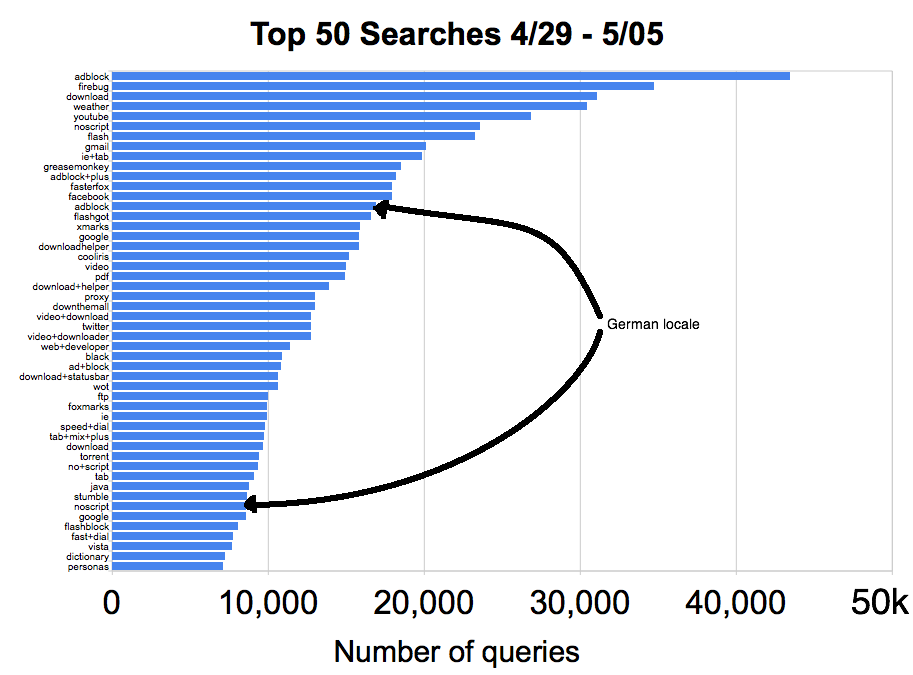 Top 50 Searches 4/29 - 5/05
adblock
firebug
download
weather
youtube
noscript
flash
gmail
ie+tab
greasemonkey
adblock+plus
fasterfox
facebook
adblock
flashgot
xmarks
google
downloadhelper
cooliris
video
pdf
download+helper
proxy
downthemall
video+download
twitter
video+downloader
web+developer
black
ad+block
download+statusbar
wot
ftp
foxmarks
ie
speed+dial
tab+mix+plus
download
torrent
no+script
tab
java
stumble
noscript
google
flashblock
fast+dial
vista
dictionary
personas
German locale
0 10,000 20,000 30,000 40,000 50k
Number of queries